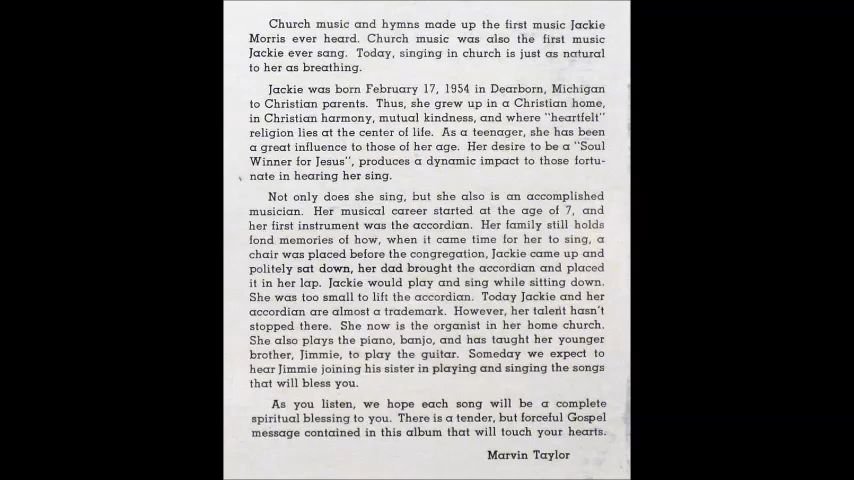 Church music and hymns made up the first music Jackie
Morris ever heard. Church music was also the first music
Jackie ever sang. Today, singing in church is just as natural
to her as breathing.
Jackie was born February 17, 1954 in Dearborn, Michigan
to Christian parents. Thus, she grew up in a Christian home,
in Christian harmony, mutual kindness, and where "heartfelt"
religion lies at the center of life. As a teenager, she has been
a great influence to those of her age. Her desire to be a "Soul
Winner for Jesus", produces a dynamic impact to those fortu-
nate in hearing her sing.
Not only does she sing, but she also is an accomplished
musician. Her musical career started at the age of 7, and
her first instrument was the accordian. Her family still holds
fond memories of how, when it came time for her to sing, a
chair was placed before the congregation, Jackie came up and
politely sat down, her dad brought the accordian and placed
it in her lap. Jackie would play and sing while sitting down.
She was too small to lift the accordian. Today Jackie and her
accordian are almost a trademark. However, her talent hasn't
stopped there. She now is the organist in her home church.
She also plays the piano, banjo, and has taught her younger
brother, Jimmie, to play the guitar. Someday we expect to
hear Jimmie joining his sister in playing and singing the songs
that will bless you.
As you listen, we hope each song will be a complete
spiritual blessing to you. There is a tender, but forceful Gospel
message contained in this album that will touch your hearts.
Marvin Taylor